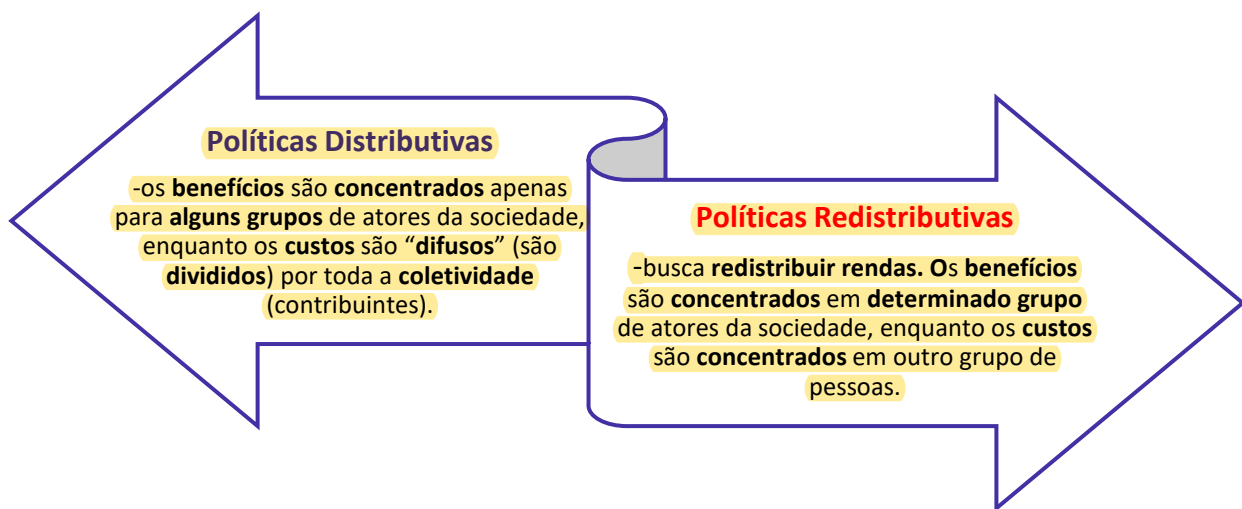 Políticas Distributivas
-os benefícios são concentrados apenas
para alguns grupos de atores da sociedade,
enquanto os custos são “difusos” (são
divididos) por toda a coletividade
(contribuintes).
Políticas Redistributivas
-busca redistribuir rendas. Os benefícios
são concentrados em determinado grupo
de atores da sociedade, enquanto os custos
são concentrados em outro grupo de
pessoas.